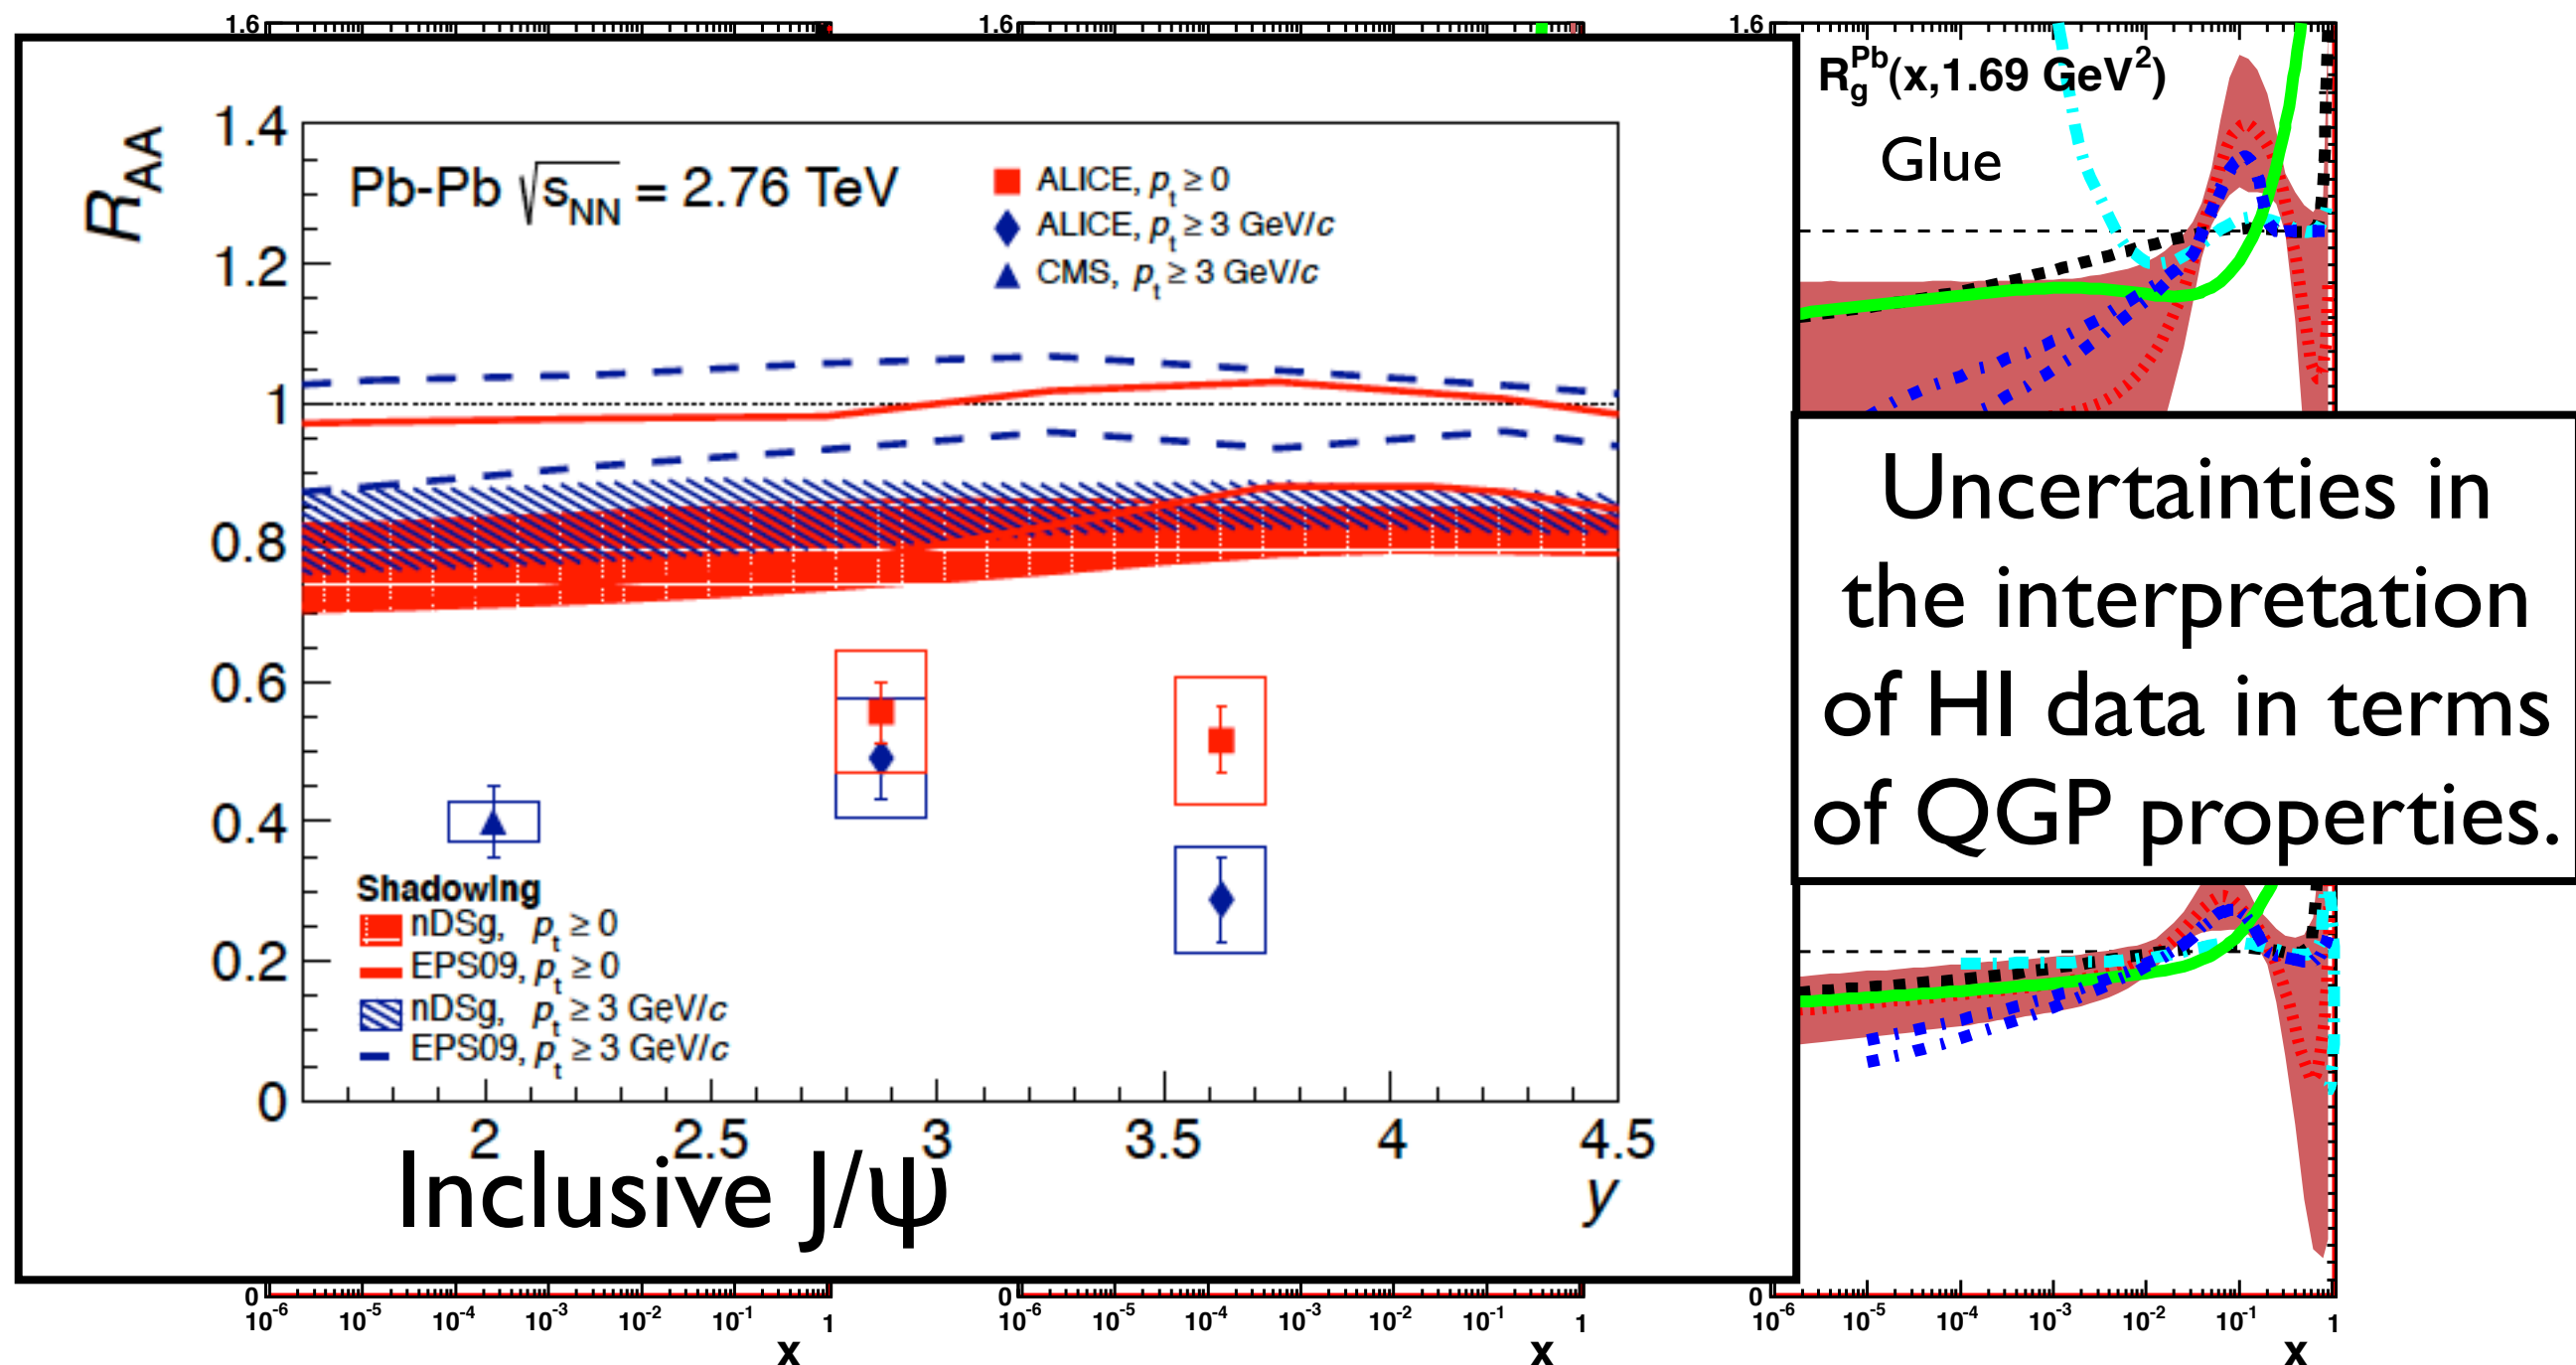 1.6
1.6
1.6
R_g^Pb(x,1.69 GeV²)
Glue
R_AA
1.4
1.2
1
0.8
0.6
0.4
0.2
0
Pb-Pb √s_NN = 2.76 TeV
ALICE, p_t ≥ 0
ALICE, p_t ≥ 3 GeV/c
CMS, p_t ≥ 3 GeV/c
Uncertainties in
the interpretation
of HI data in terms
of QGP properties.
Shadowing
nDSg, p_t ≥ 0
EPS09, p_t ≥ 0
nDSg, p_t ≥ 3 GeV/c
EPS09, p_t ≥ 3 GeV/c
2 2.5 3 3.5 4 4.5
Inclusive J/ψ
y
0 0 0
10⁻⁶ 10⁻⁵ 10⁻⁴ 10⁻³ 10⁻² 10⁻¹ 1
10⁻⁶ 10⁻⁵ 10⁻⁴ 10⁻³ 10⁻² 10⁻¹ 1
10⁻⁶ 10⁻⁵ 10⁻⁴ 10⁻³ 10⁻² 10⁻¹ 1
x x x